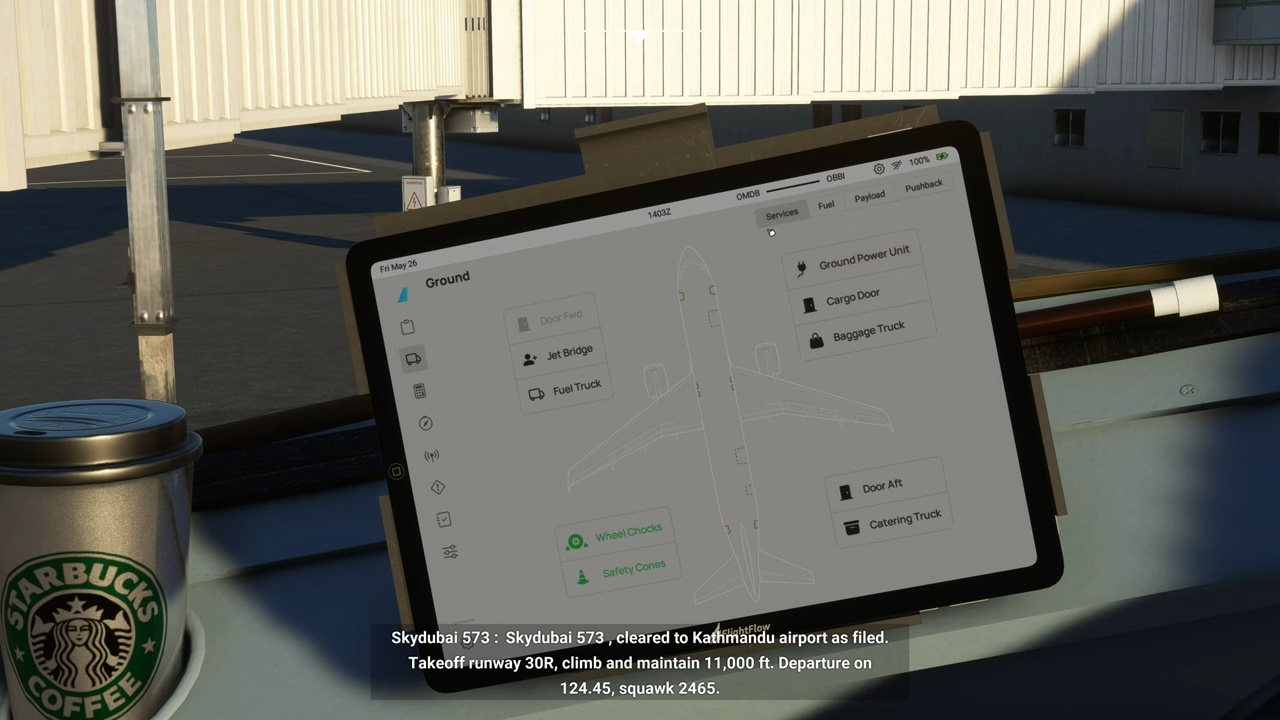 OMDB
OBBI
100%
1403Z
Fri May 26
Ground
Services
Fuel
Payload
Pushback
Door Fwd
Jet Bridge
Fuel Truck
Ground Power Unit
Cargo Door
Baggage Truck
Wheel Chocks
Safety Cones
Door Aft
Catering Truck
STARBUCKS
COFFEE
FlightFlow
Skydubai 573 : Skydubai 573 , cleared to Kathmandu airport as filed.
Takeoff runway 30R, climb and maintain 11,000 ft. Departure on
124.45, squawk 2465.